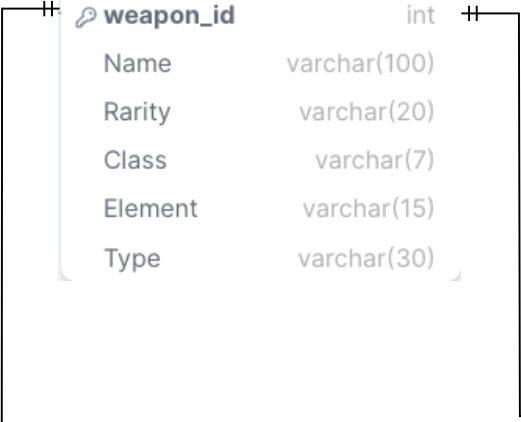 weapon_id int
Name varchar(100)
Rarity varchar(20)
Class varchar(7)
Element varchar(15)
Type varchar(30)